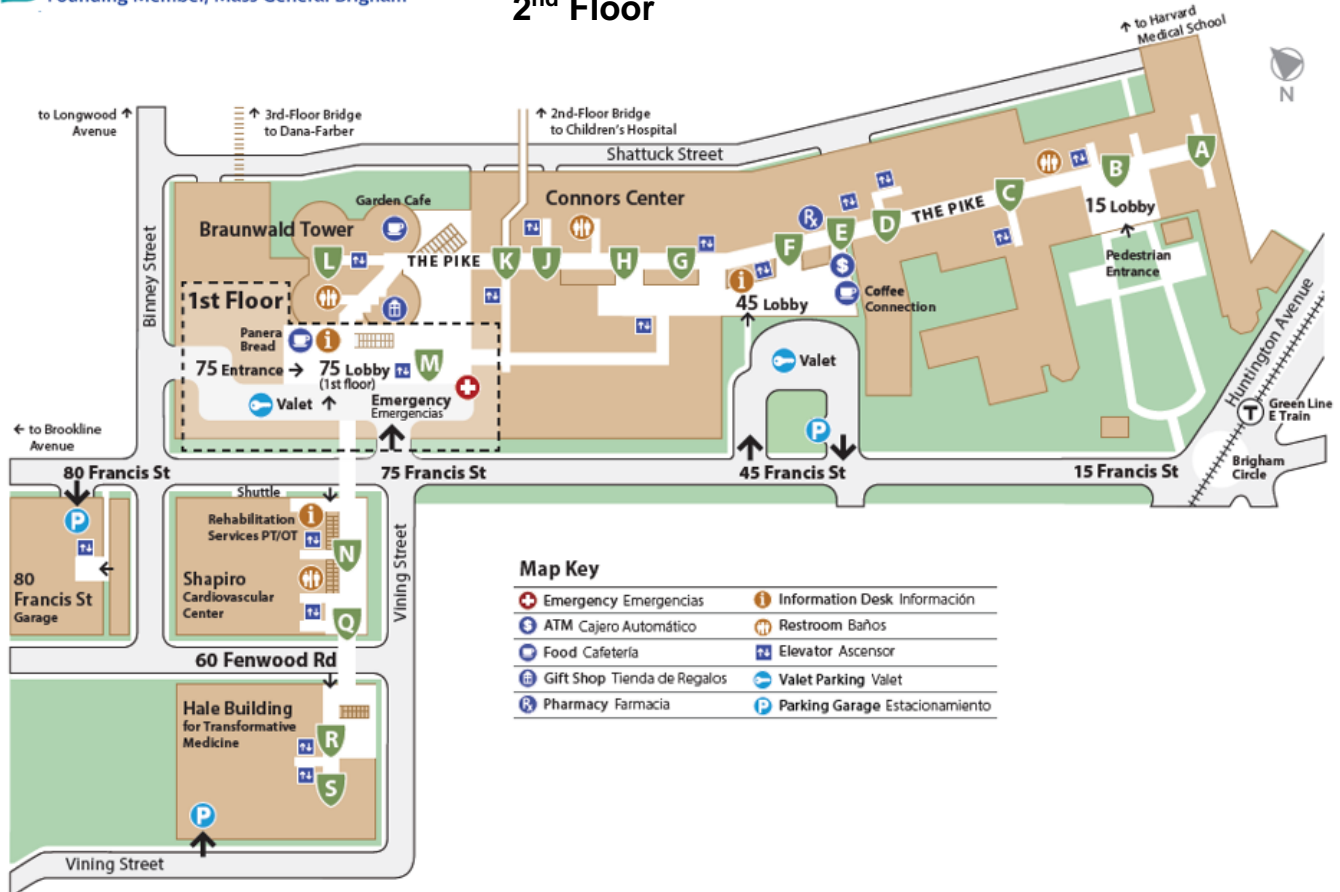 Founding Member, Mass General Brigham
2nd Floor
↑ to Harvard
Medical School
N
to Longwood ↑
Avenue
↑ 3rd-Floor Bridge
to Dana-Farber
↑ 2nd-Floor Bridge
to Children's Hospital
Shattuck Street
Binney Street
Garden Cafe
Braunwald Tower
Connors Center
THE PIKE
THE PIKE
L
K
J
H
G
F
E
D
C
B
A
15 Lobby
Pedestrian
Entrance
Coffee
Connection
45 Lobby
1st Floor
Panera
Bread
75 Entrance →
75 Lobby
(1st floor)
M
Valet
Emergency
Emergencias
Valet
P
Huntington Avenue
T
Green Line
E Train
Brigham
Circle
← to Brookline
Avenue
80 Francis St
75 Francis St
45 Francis St
15 Francis St
P
80
Francis St
Garage
Shuttle
Rehabilitation
Services PT/OT
N
Shapiro
Cardiovascular
Center
Q
Vining Street
60 Fenwood Rd
Hale Building
for Transformative
Medicine
R
S
P
Vining Street
Map Key
Emergency Emergencias
Information Desk Información
ATM Cajero Automático
Restroom Baños
Food Cafetería
Elevator Ascensor
Gift Shop Tienda de Regalos
Valet Parking Valet
Pharmacy Farmacia
Parking Garage Estacionamiento